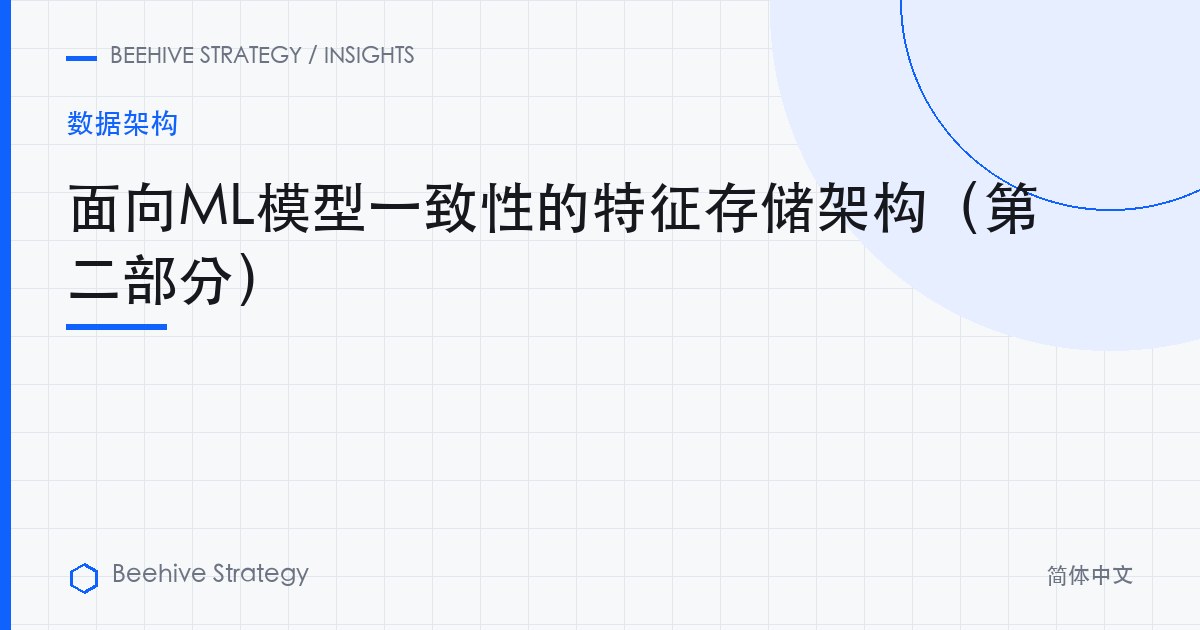 BEEHIVE STRATEGY / INSIGHTS
数据架构
面向ML模型一致性的特征存储架构（第
二部分）
Beehive Strategy
简体中文